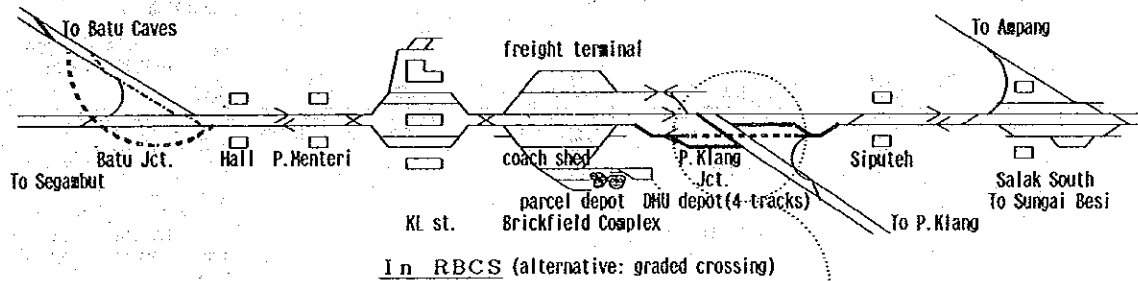 To Batu Caves
To Ampang
freight terminal
Batu Jct.
Hall
P.Menteri
coach shed
P.Klang
Jct.
Siputeh
To Segambut
Salak South
parcel depot
DMU depot(4-tracks)
To Sungai Besi
KL st.
Brickfield Complex
To P.Klang
In RBCS (alternative: graded crossing)